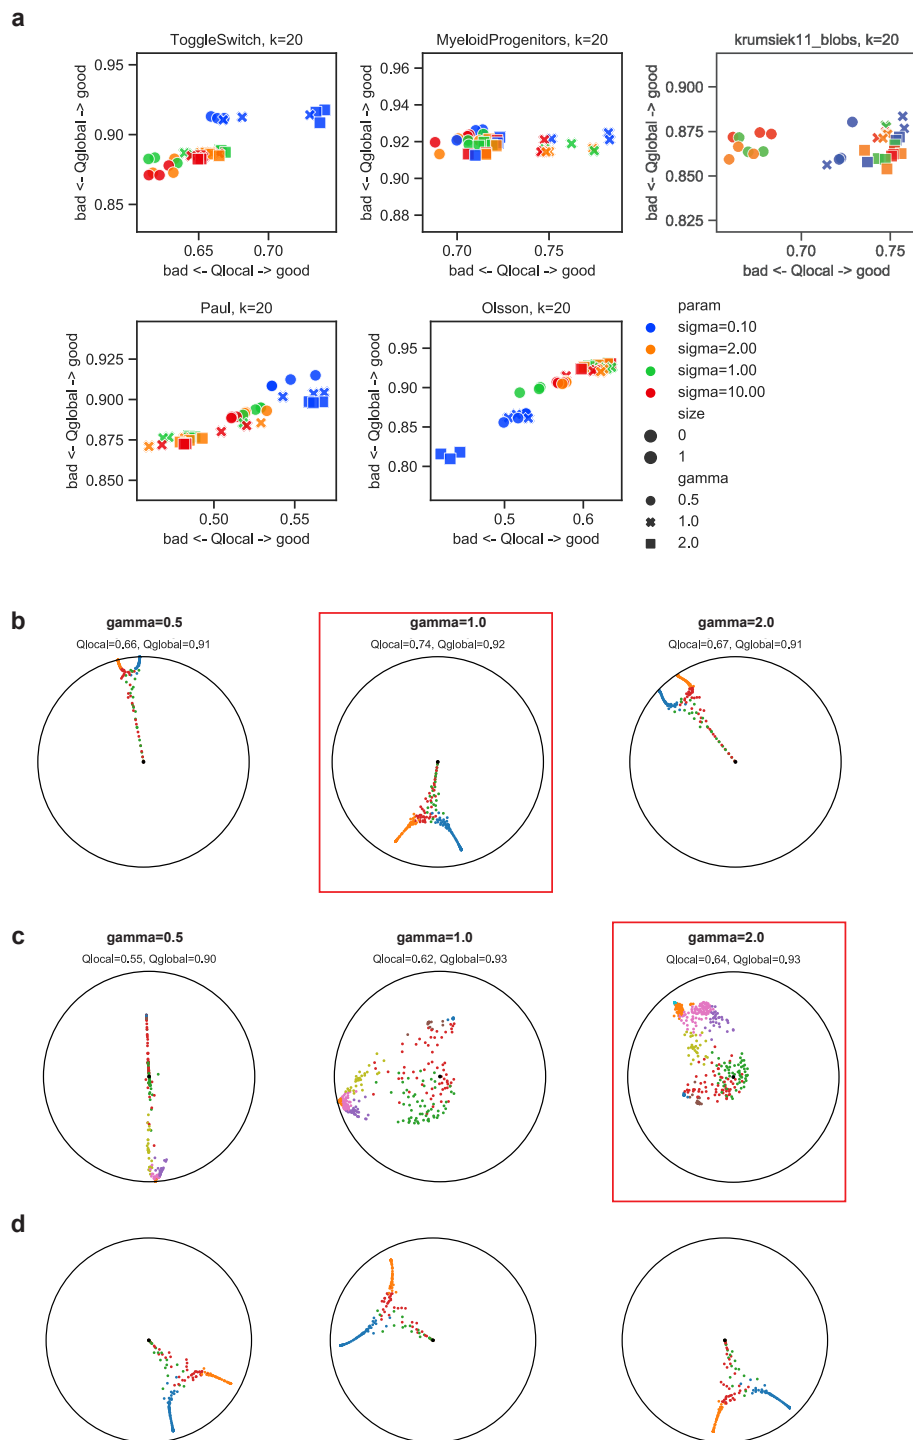 a
ToggleSwitch, k=20
MyeloidProgenitors, k=20
krumsiek11_blobs, k=20
bad <- Qglobal -> good
0.95
0.90
0.85
0.65
0.70
bad <- Qlocal -> good
bad <- Qglobal -> good
0.96
0.94
0.92
0.90
0.88
0.70
0.75
bad <- Qlocal -> good
bad <- Qglobal -> good
0.900
0.875
0.850
0.825
0.70
0.75
bad <- Qlocal -> good
Paul, k=20
Olsson, k=20
bad <- Qglobal -> good
0.925
0.900
0.875
0.850
0.50
0.55
bad <- Qlocal -> good
bad <- Qglobal -> good
0.95
0.90
0.85
0.80
0.5
0.6
bad <- Qlocal -> good
param
sigma=0.10
sigma=2.00
sigma=1.00
sigma=10.00
size
0
1
gamma
0.5
1.0
2.0
b
gamma=0.5
Qlocal=0.66, Qglobal=0.91
gamma=1.0
Qlocal=0.74, Qglobal=0.92
gamma=2.0
Qlocal=0.67, Qglobal=0.91
c
gamma=0.5
Qlocal=0.55, Qglobal=0.90
gamma=1.0
Qlocal=0.62, Qglobal=0.93
gamma=2.0
Qlocal=0.64, Qglobal=0.93
d